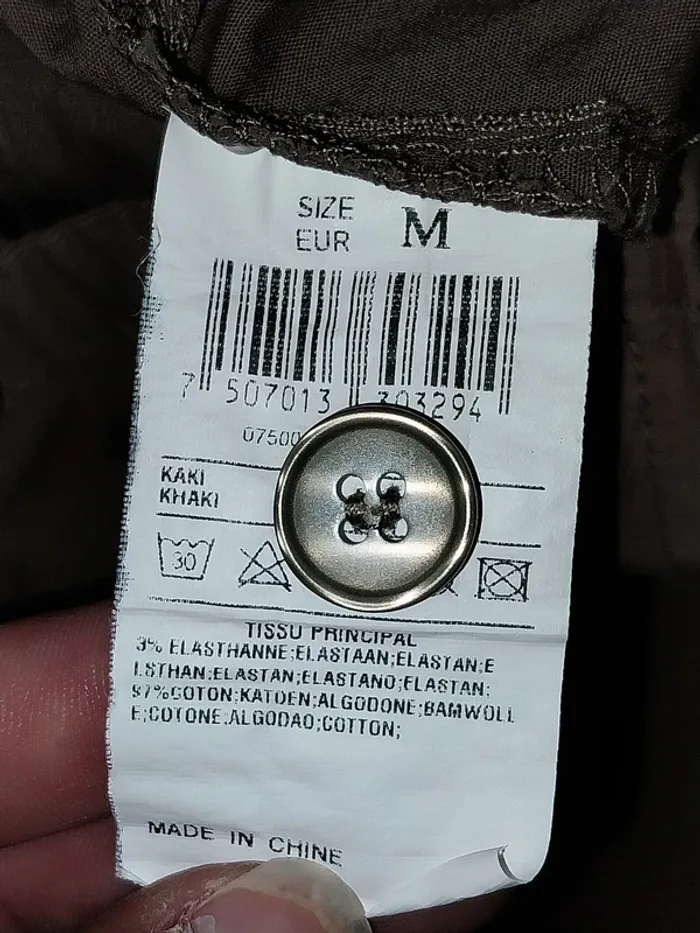 SIZE M
EUR
7 507013 303294
07500
KAKI
KHAKI
30
TISSU PRINCIPAL
3% ELASTHANNE;ELASTAAN;ELASTAN;E
LSTHAN;ELASTAN;ELASTANO;ELASTAN;
97%COTON;KATOEN;ALGODONE;BAMWOLL
E;COTONE;ALGODAO;COTTON;
MADE IN CHINE